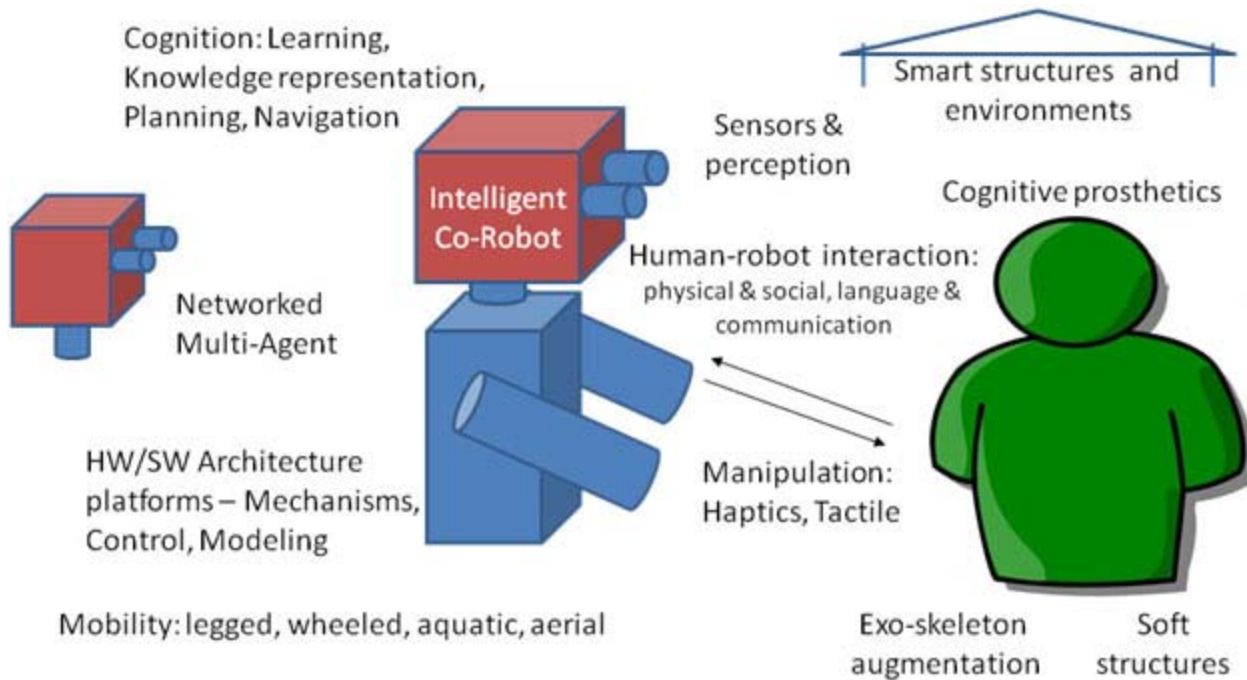 Cognition: Learning,
Knowledge representation,
Planning, Navigation
Smart structures and
environments
Sensors &
perception
Cognitive prosthetics
Intelligent
Co-Robot
Human-robot interaction:
physical & social, language &
communication
Networked
Multi-Agent
HW/SW Architecture
platforms – Mechanisms,
Control, Modeling
Manipulation:
Haptics, Tactile
Mobility: legged, wheeled, aquatic, aerial
Exo-skeleton
augmentation
Soft
structures